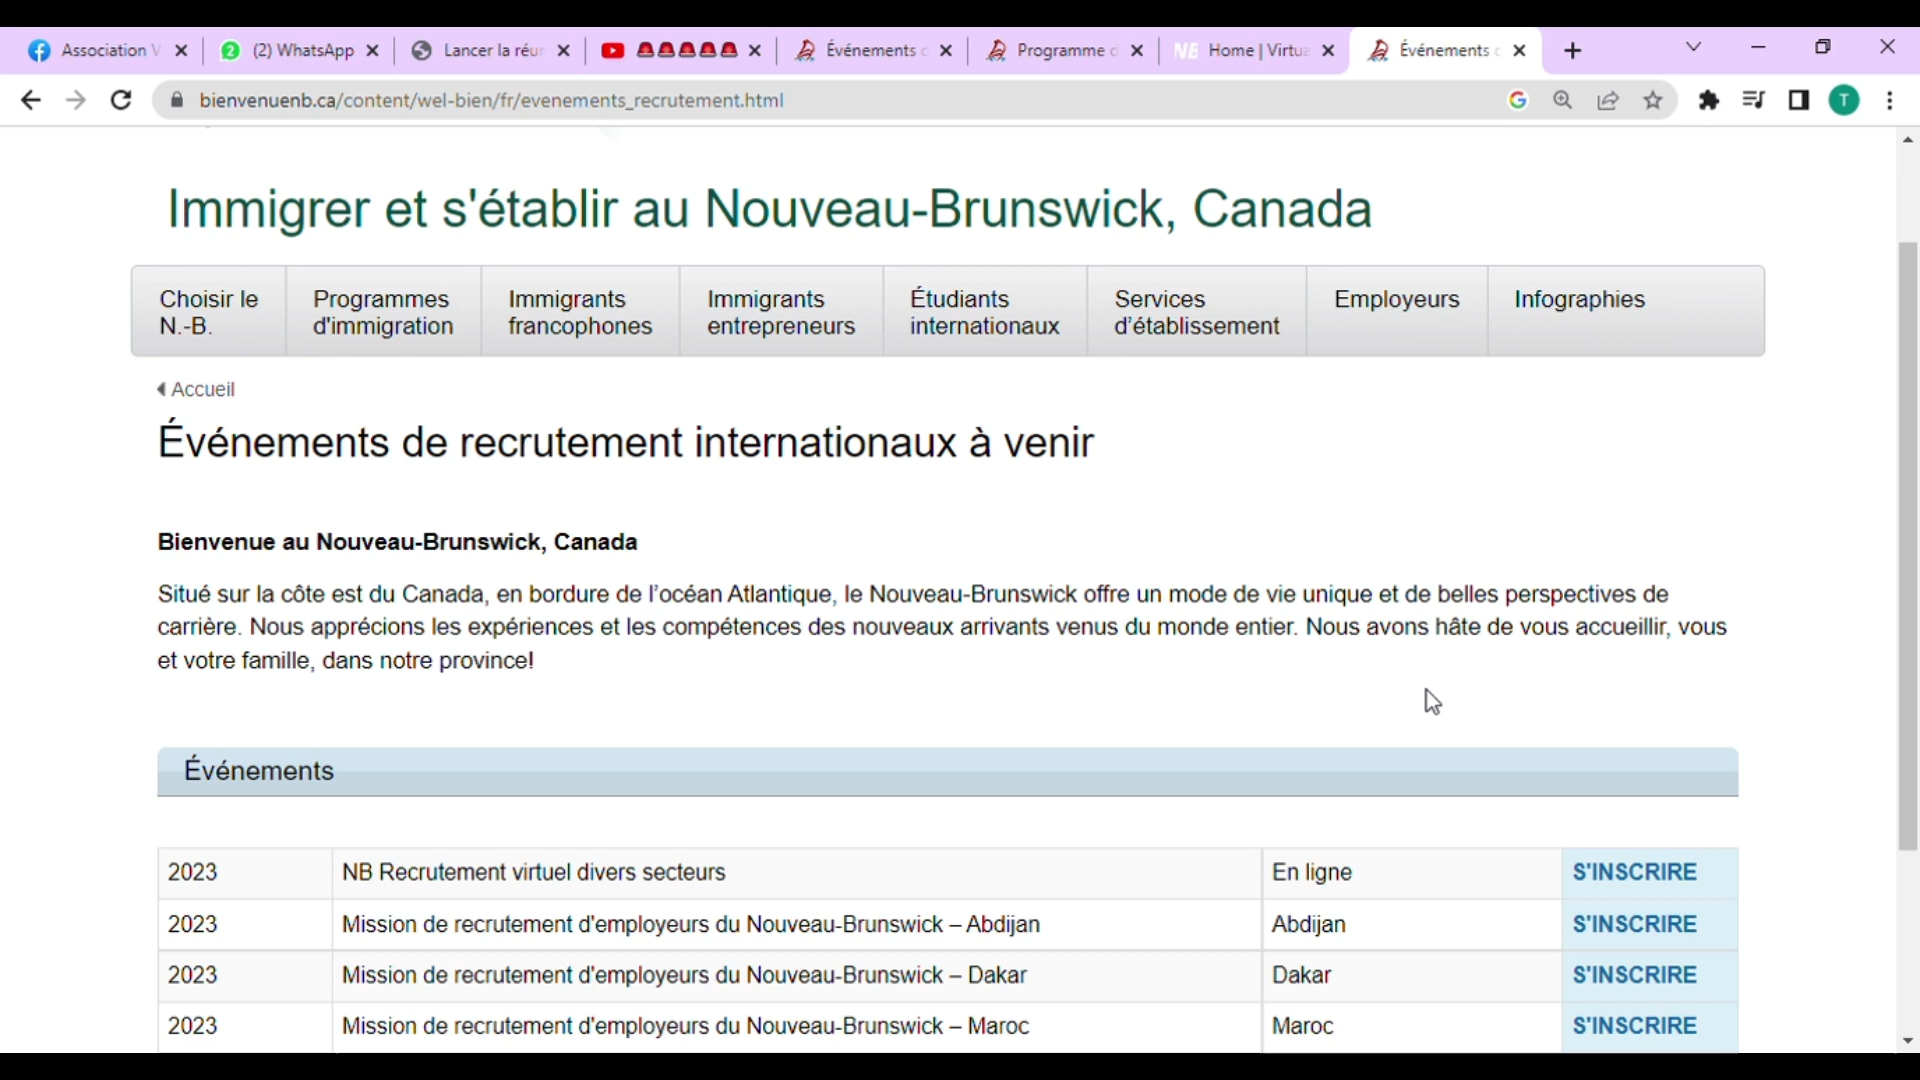 Association V
(2) WhatsApp
Lancer la réu
Événements
Programme d
NB Home | Virtua
Événements
bienvenuenb.ca/content/wel-bien/fr/evenements_recrutement.html
T
Immigrer et s'établir au Nouveau-Brunswick, Canada
Choisir le
N.-B.
Programmes
d'immigration
Immigrants
francophones
Immigrants
entrepreneurs
Étudiants
internationaux
Services
d'établissement
Employeurs
Infographies
Accueil
Événements de recrutement internationaux à venir
Bienvenue au Nouveau-Brunswick, Canada
Situé sur la côte est du Canada, en bordure de l'océan Atlantique, le Nouveau-Brunswick offre un mode de vie unique et de belles perspectives de
carrière. Nous apprécions les expériences et les compétences des nouveaux arrivants venus du monde entier. Nous avons hâte de vous accueillir, vous
et votre famille, dans notre province!
Événements
2023 NB Recrutement virtuel divers secteurs En ligne S'INSCRIRE
2023 Mission de recrutement d'employeurs du Nouveau-Brunswick – Abdijan Abdijan S'INSCRIRE
2023 Mission de recrutement d'employeurs du Nouveau-Brunswick – Dakar Dakar S'INSCRIRE
2023 Mission de recrutement d'employeurs du Nouveau-Brunswick – Maroc Maroc S'INSCRIRE